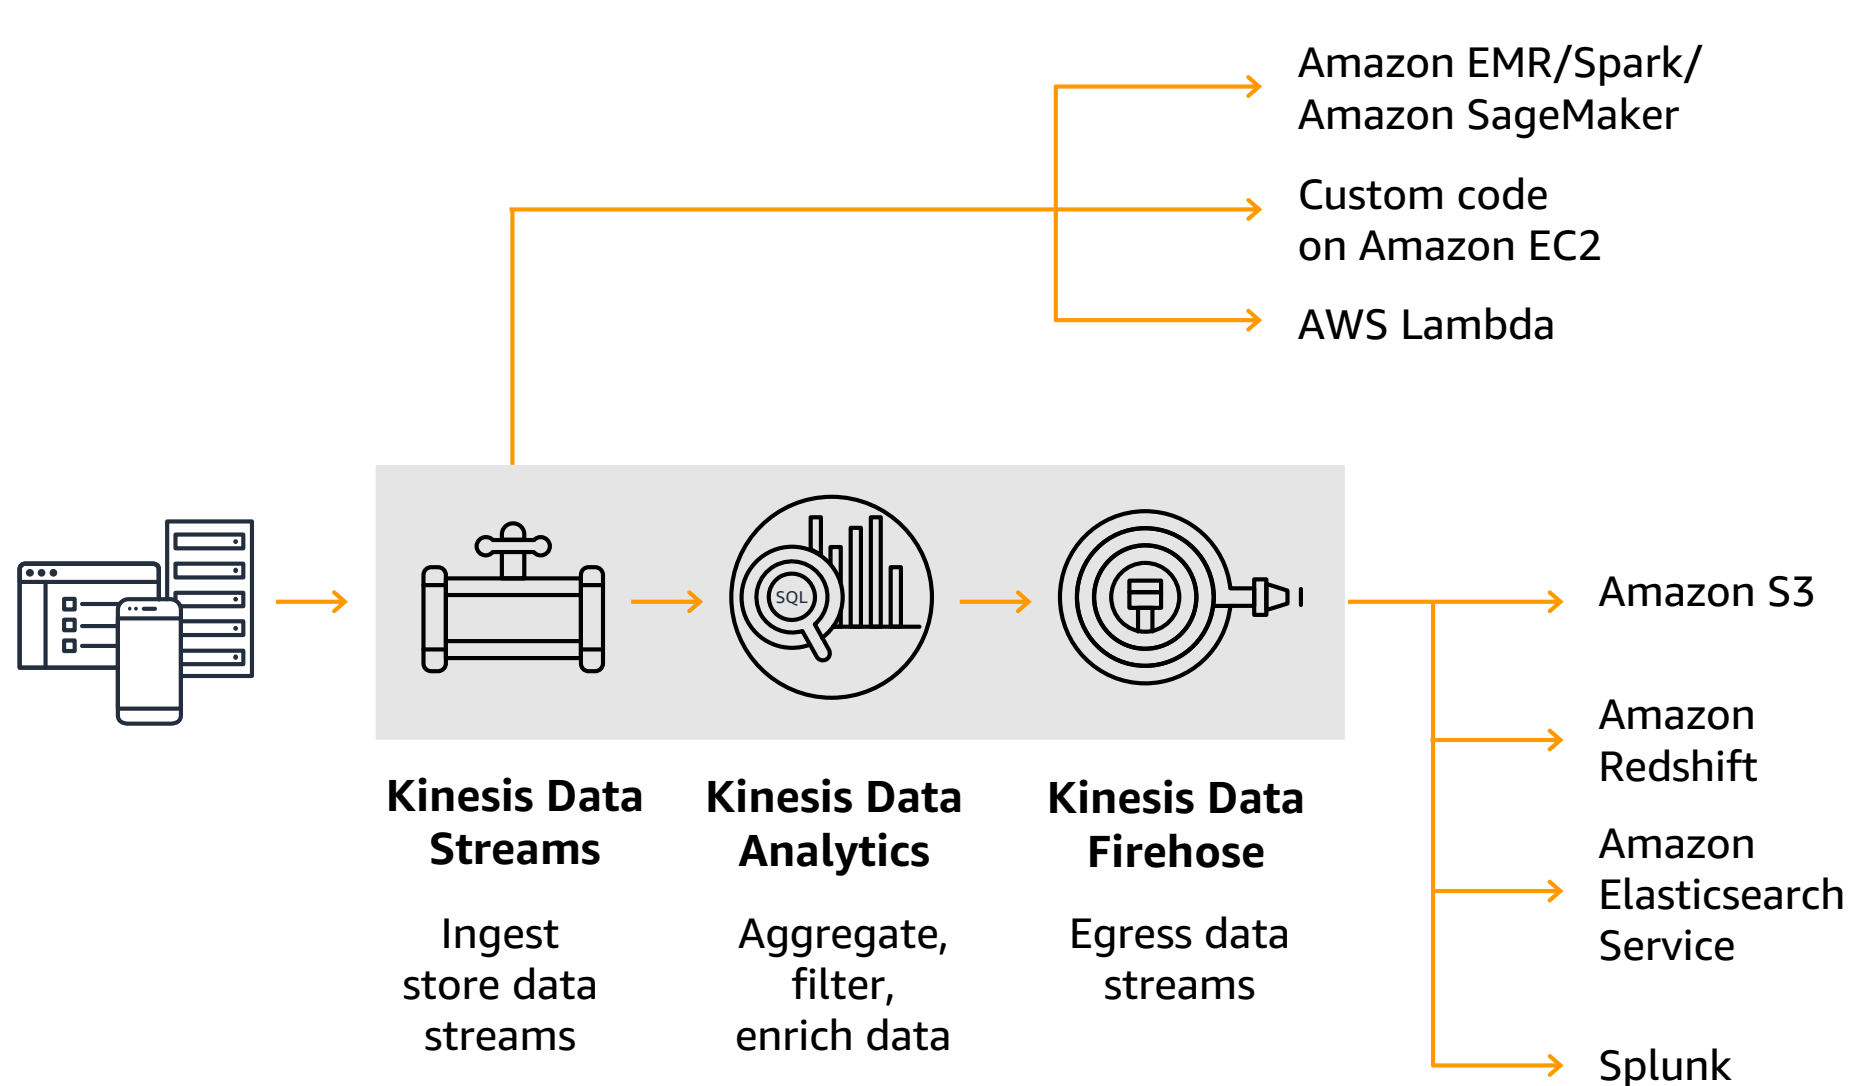 Amazon EMR/Spark/
Amazon SageMaker
Custom code
on Amazon EC2
AWS Lambda
SQL
Kinesis Data
Streams
Ingest
store data
streams
Kinesis Data
Analytics
Aggregate,
filter,
enrich data
Kinesis Data
Firehose
Egress data
streams
Amazon S3
Amazon
Redshift
Amazon
Elasticsearch
Service
Splunk